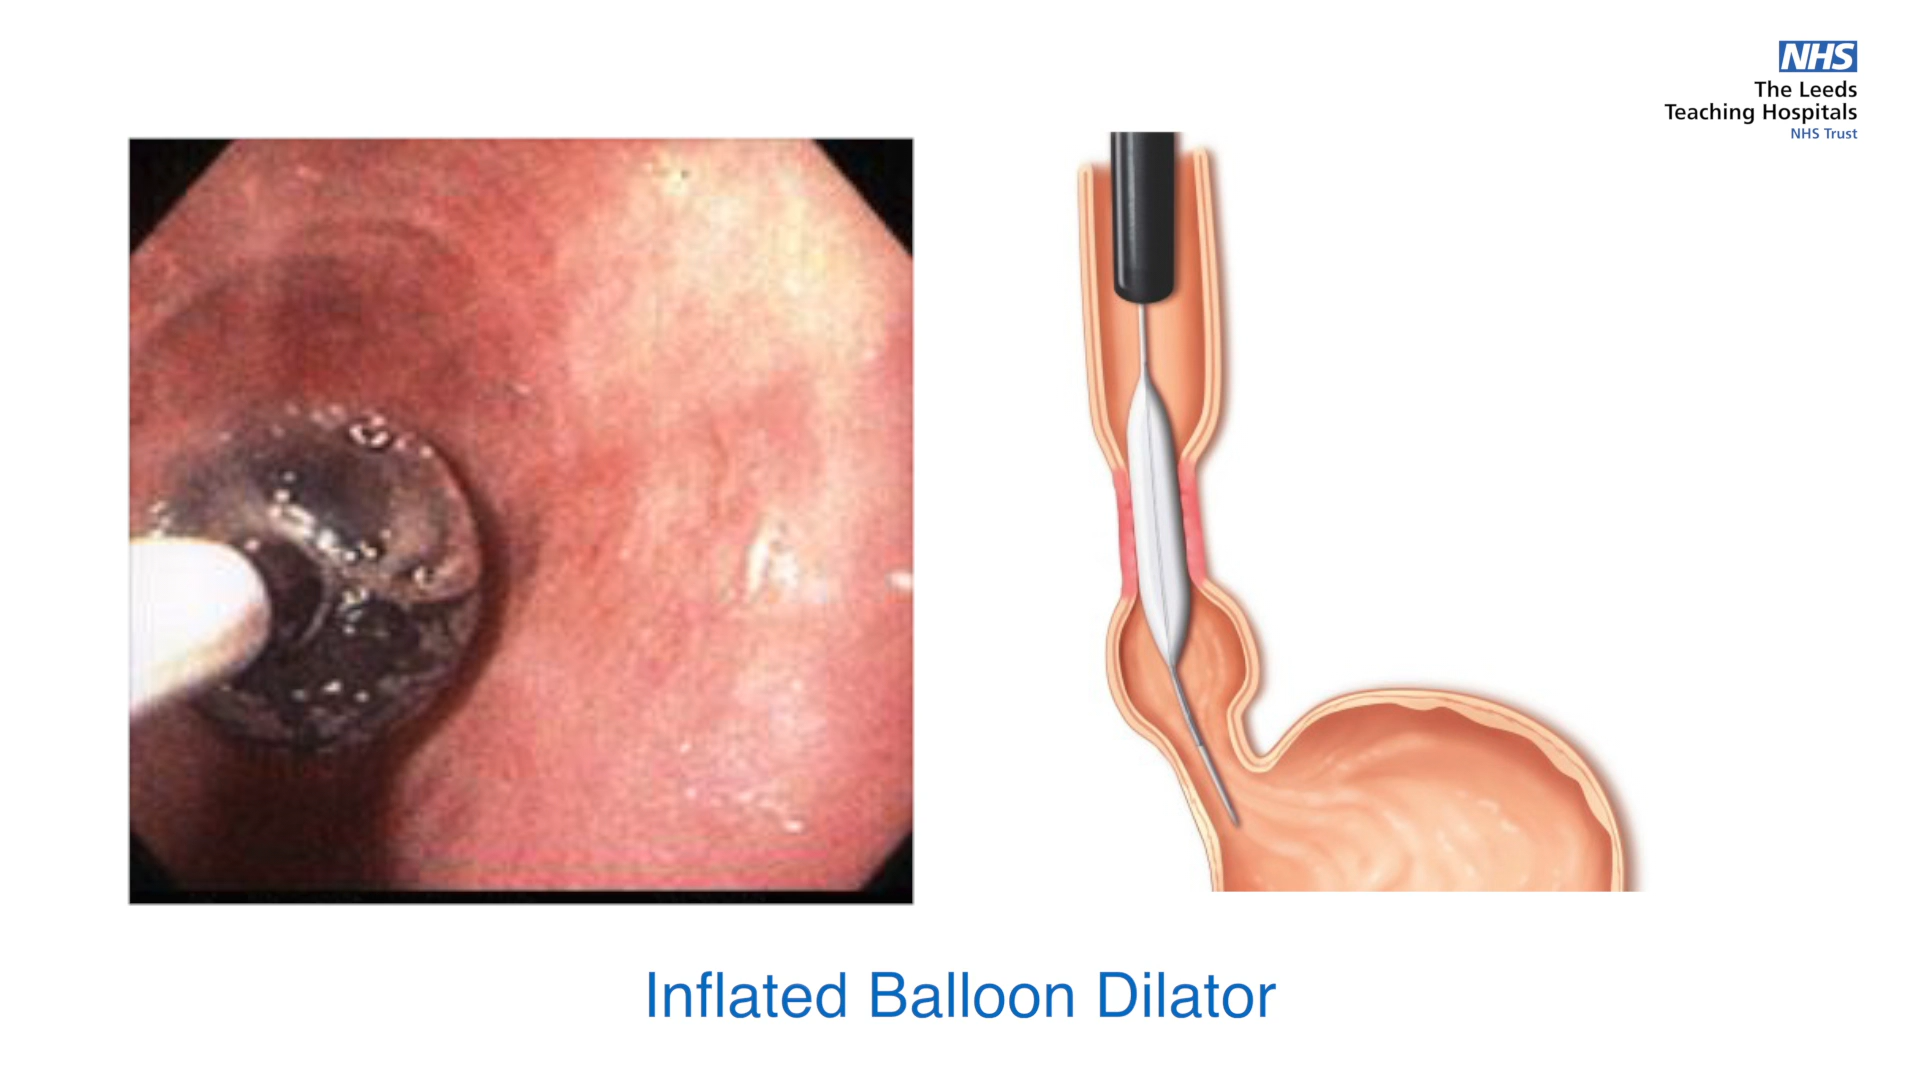 NHS
The Leeds
Teaching Hospitals
NHS Trust
Inflated Balloon Dilator